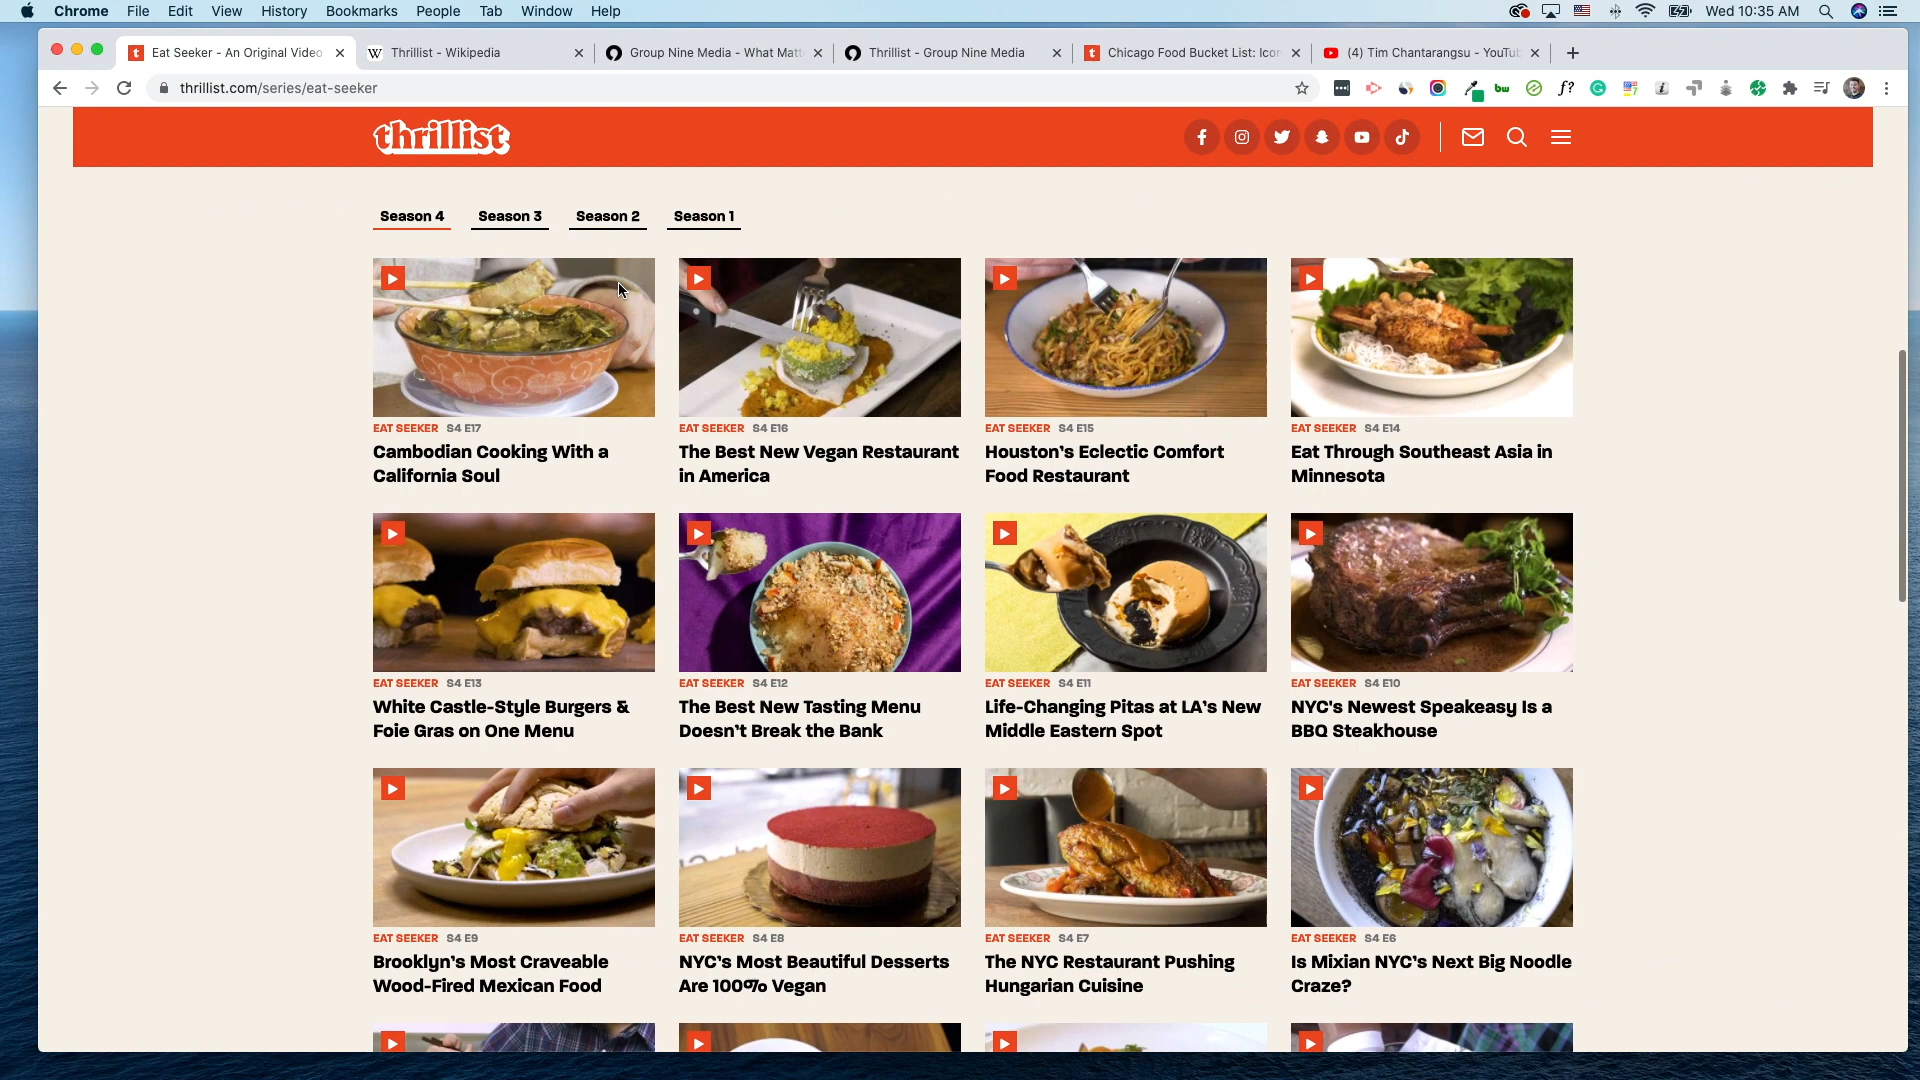 Chrome File Edit View History Bookmarks People Tab Window Help Wed 10:35 AM
Eat Seeker - An Original Video Thrillist - Wikipedia Group Nine Media - What Matt Thrillist - Group Nine Media Chicago Food Bucket List: Icon (4) Tim Chantarangsu - YouTub
thrillist.com/series/eat-seeker
thrillist
Season 4 Season 3 Season 2 Season 1
EAT SEEKER S4 E17
Cambodian Cooking With a
California Soul
EAT SEEKER S4 E16
The Best New Vegan Restaurant
in America
EAT SEEKER S4 E15
Houston's Eclectic Comfort
Food Restaurant
EAT SEEKER S4 E14
Eat Through Southeast Asia in
Minnesota
EAT SEEKER S4 E13
White Castle-Style Burgers &
Foie Gras on One Menu
EAT SEEKER S4 E12
The Best New Tasting Menu
Doesn't Break the Bank
EAT SEEKER S4 E11
Life-Changing Pitas at LA's New
Middle Eastern Spot
EAT SEEKER S4 E10
NYC's Newest Speakeasy Is a
BBQ Steakhouse
EAT SEEKER S4 E9
Brooklyn's Most Craveable
Wood-Fired Mexican Food
EAT SEEKER S4 E8
NYC's Most Beautiful Desserts
Are 100% Vegan
EAT SEEKER S4 E7
The NYC Restaurant Pushing
Hungarian Cuisine
EAT SEEKER S4 E6
Is Mixian NYC's Next Big Noodle
Craze?